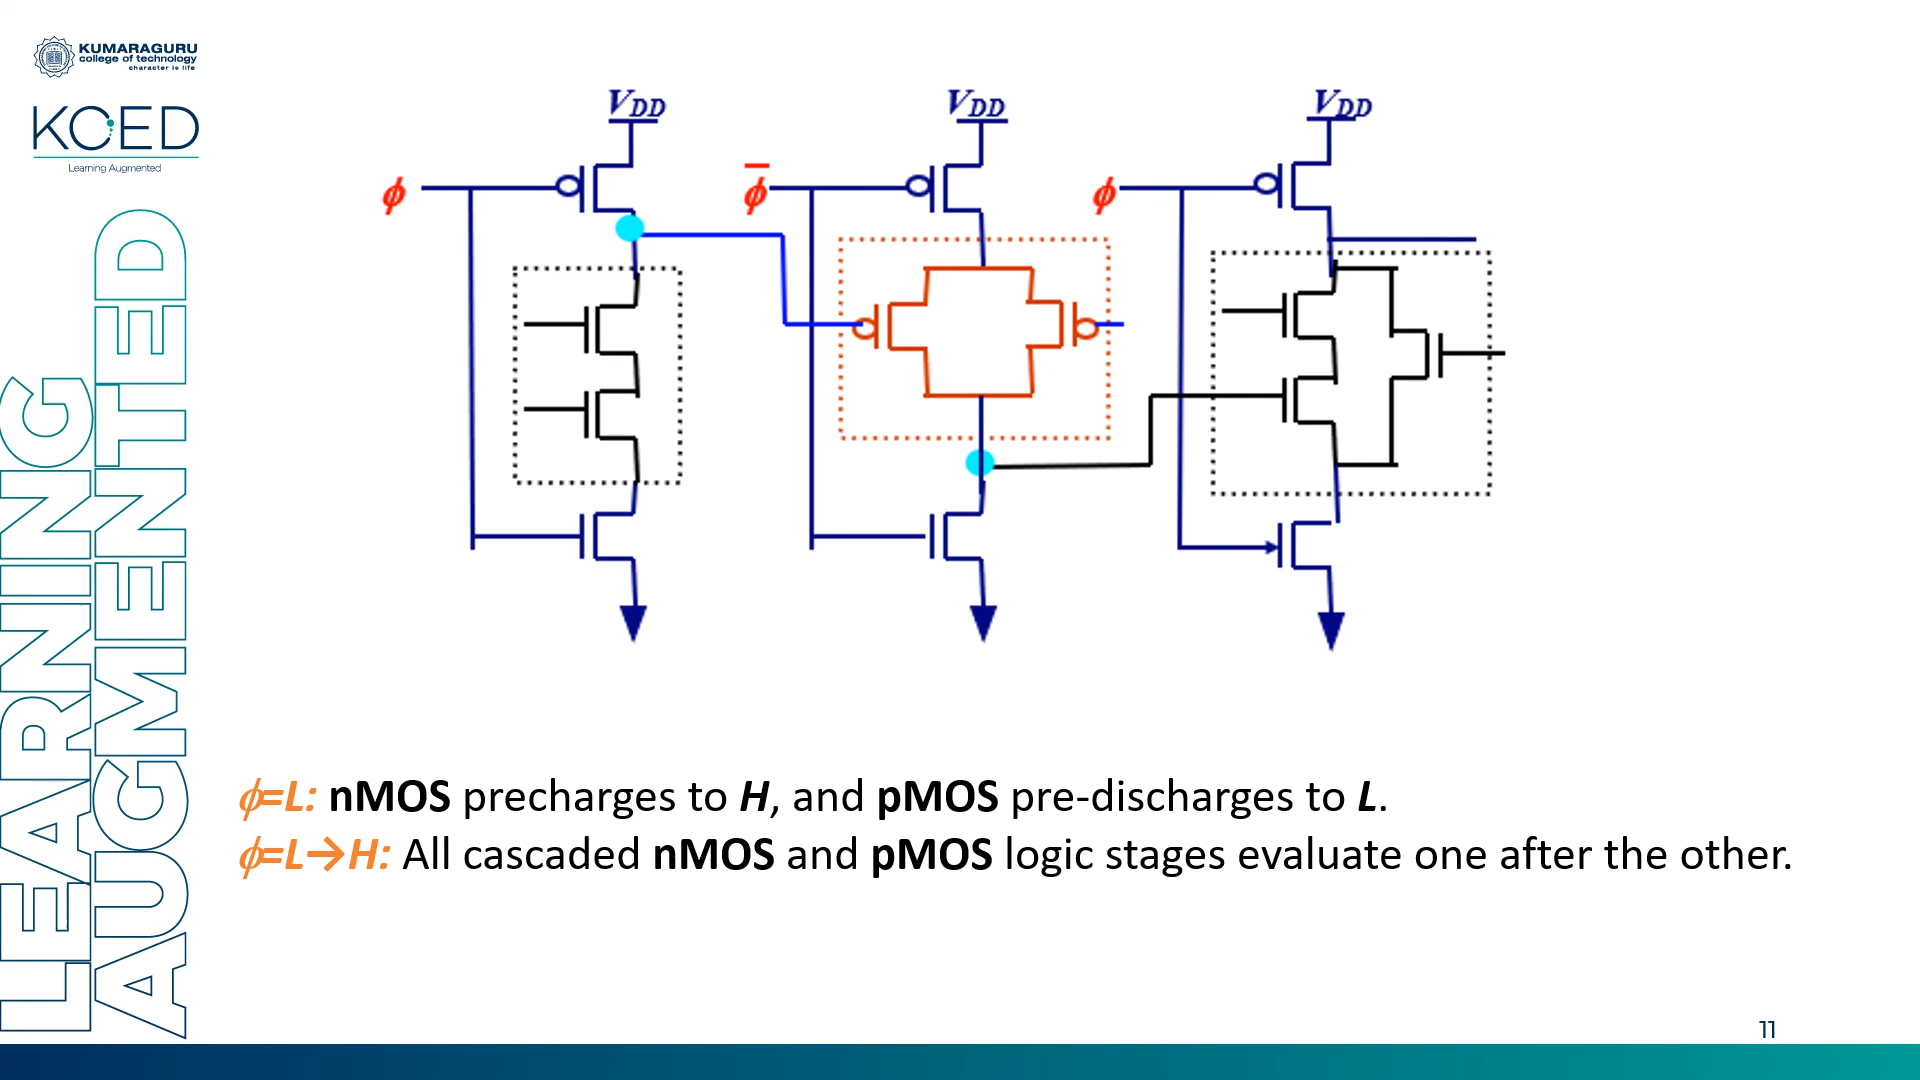 KUMARAGURU
college of technology
character is life
KCED
Learning Augmented
LEARNING
AUGMENTED
VDD
VDD
VDD
ϕ
ϕ̅
ϕ
ϕ=L: nMOS precharges to H, and pMOS pre-discharges to L.
ϕ=L→H: All cascaded nMOS and pMOS logic stages evaluate one after the other.
11